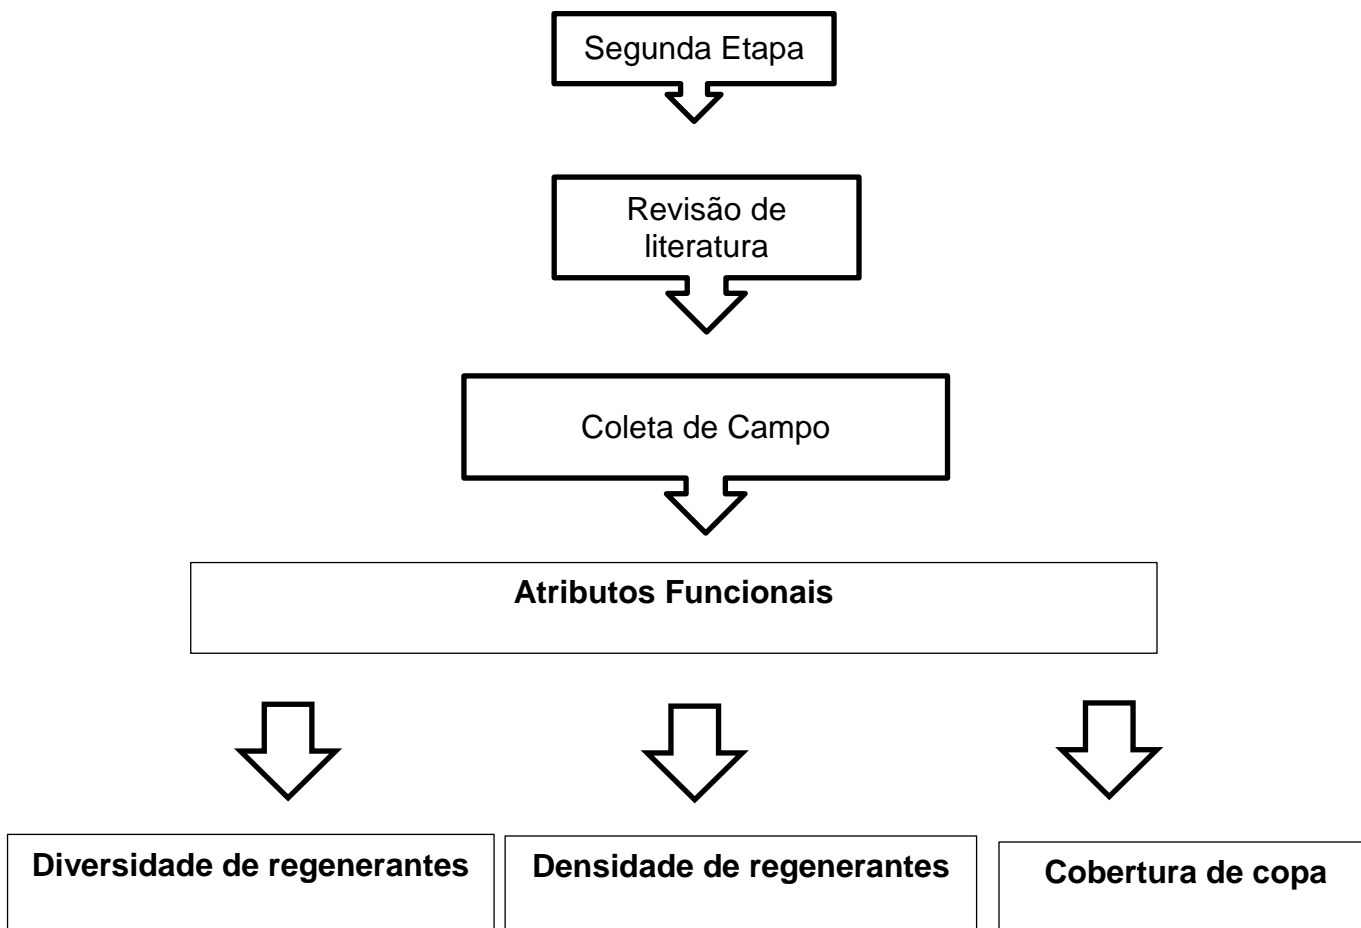 Segunda Etapa
Revisão de
literatura
Coleta de Campo
Atributos Funcionais
Diversidade de regenerantes
Densidade de regenerantes
Cobertura de copa